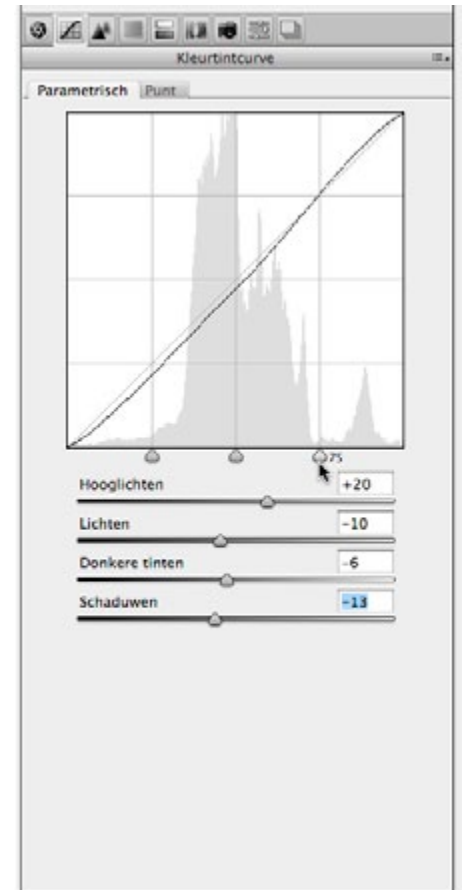 Kleurtintcurve
Parametrisch Punt
75
Hooglichten +20
Lichten -10
Donkere tinten -6
Schaduwen -13